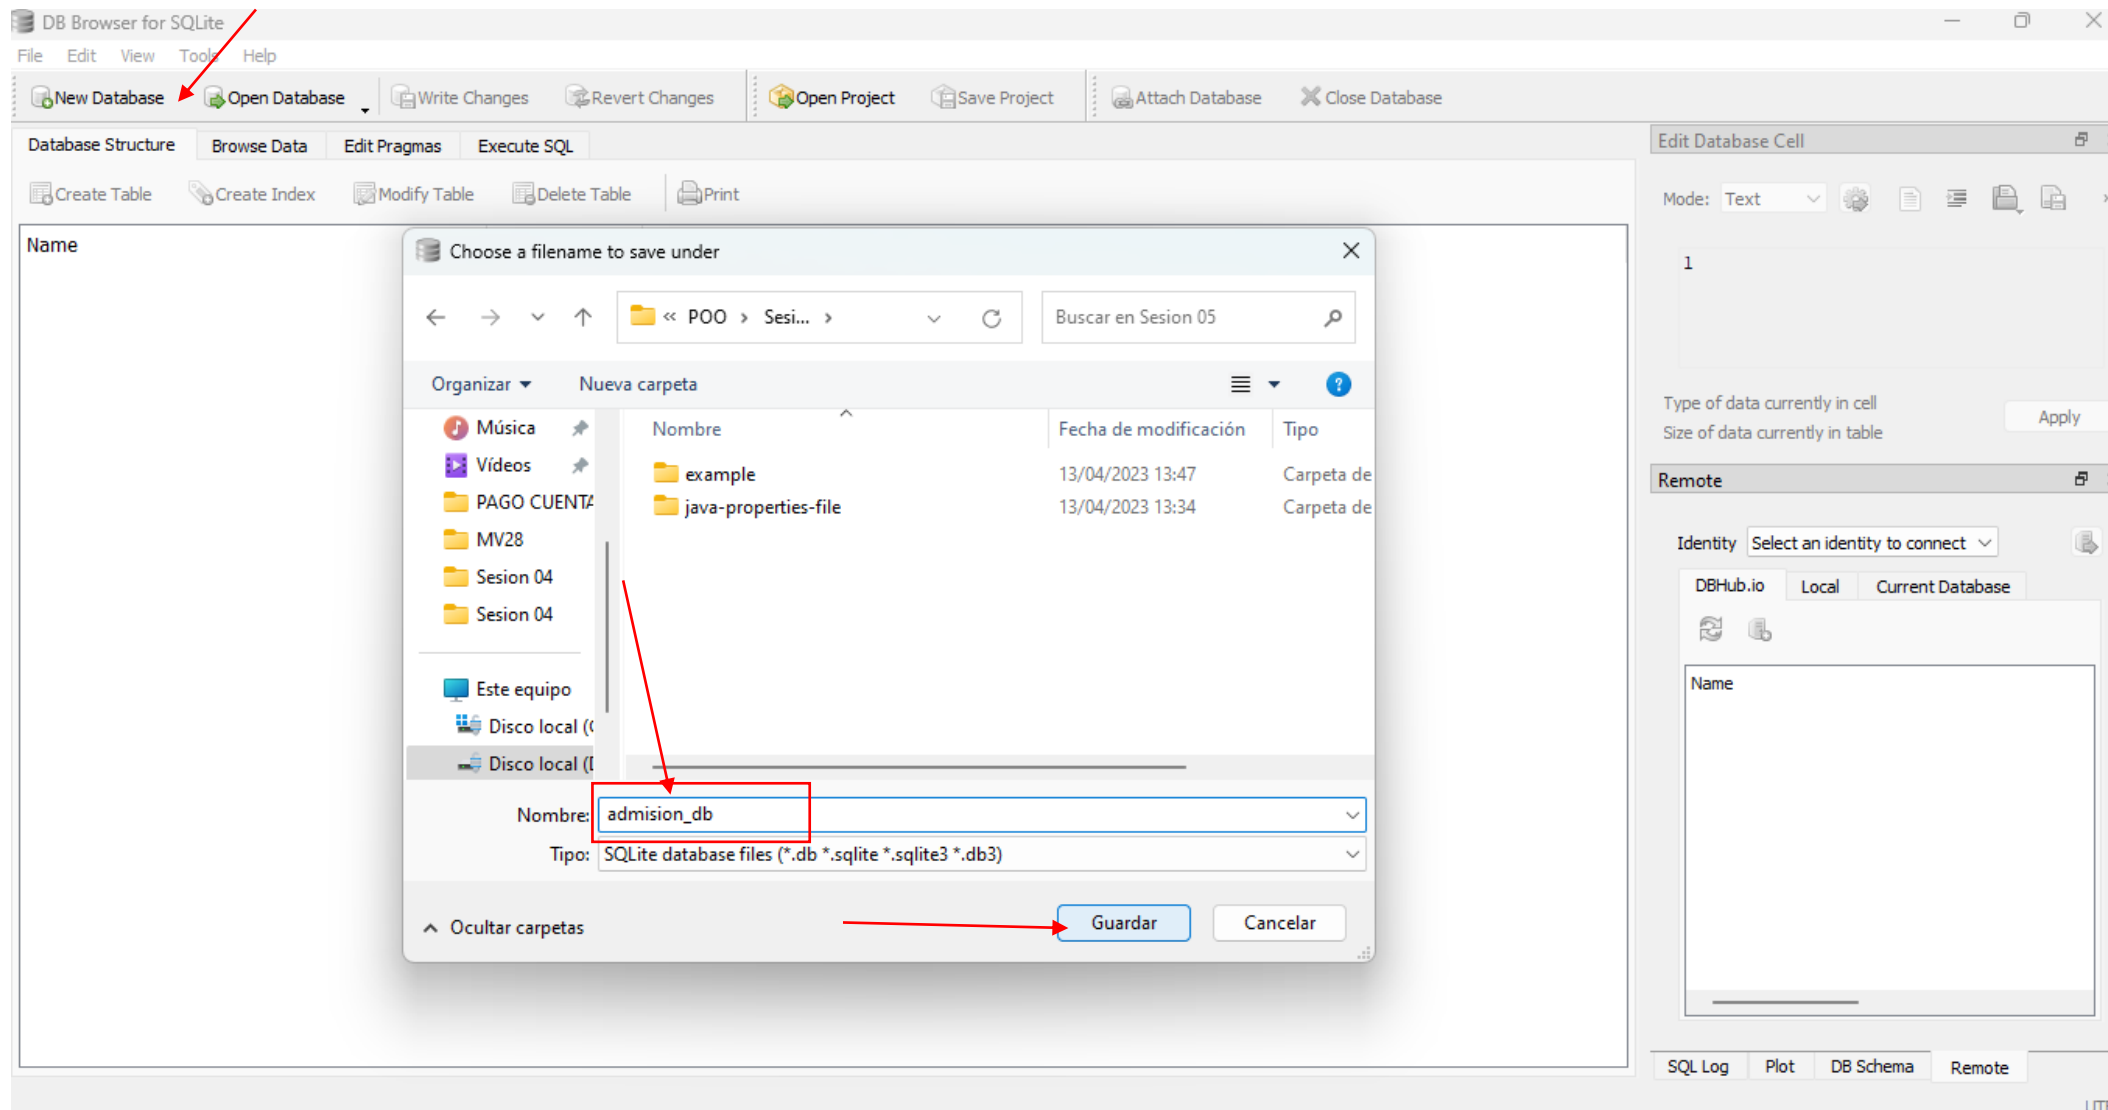 DB Browser for SQLite
File Edit View Tools Help
New Database Open Database Write Changes Revert Changes Open Project Save Project Attach Database Close Database
Database Structure Browse Data Edit Pragmas Execute SQL
Create Table Create Index Modify Table Delete Table Print
Name
Choose a filename to save under
« POO › Sesi... ›
Buscar en Sesion 05
Organizar Nueva carpeta
Música
Vídeos
PAGO CUENTA
MV28
Sesion 04
Sesion 04
Este equipo
Disco local (
Disco local (
Nombre Fecha de modificación Tipo
example 13/04/2023 13:47 Carpeta de
java-properties-file 13/04/2023 13:34 Carpeta de
Nombre: admision_db
Tipo: SQLite database files (*.db *.sqlite *.sqlite3 *.db3)
Ocultar carpetas
Guardar Cancelar
Edit Database Cell
Mode: Text
1
Type of data currently in cell
Size of data currently in table
Apply
Remote
Identity Select an identity to connect
DBHub.io Local Current Database
Name
SQL Log Plot DB Schema Remote